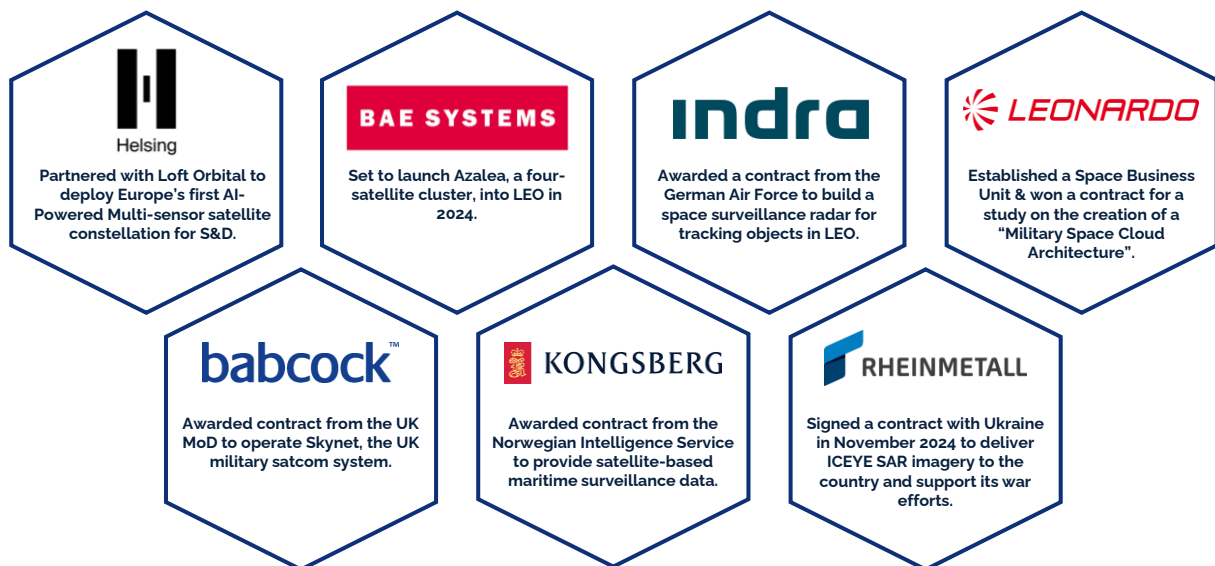 Helsing
Partnered with Loft Orbital to
deploy Europe's first AI-
Powered Multi-sensor satellite
constellation for S&D.
BAE SYSTEMS
Set to launch Azalea, a four-
satellite cluster, into LEO in
2024.
indra
Awarded a contract from the
German Air Force to build a
space surveillance radar for
tracking objects in LEO.
LEONARDO
Established a Space Business
Unit & won a contract for a
study on the creation of a
“Military Space Cloud
Architecture”.
babcock™
Awarded contract from the UK
MoD to operate Skynet, the UK
military satcom system.
KONGSBERG
Awarded contract from the
Norwegian Intelligence Service
to provide satellite-based
maritime surveillance data.
RHEINMETALL
Signed a contract with Ukraine
in November 2024 to deliver
ICEYE SAR imagery to the
country and support its war
efforts.